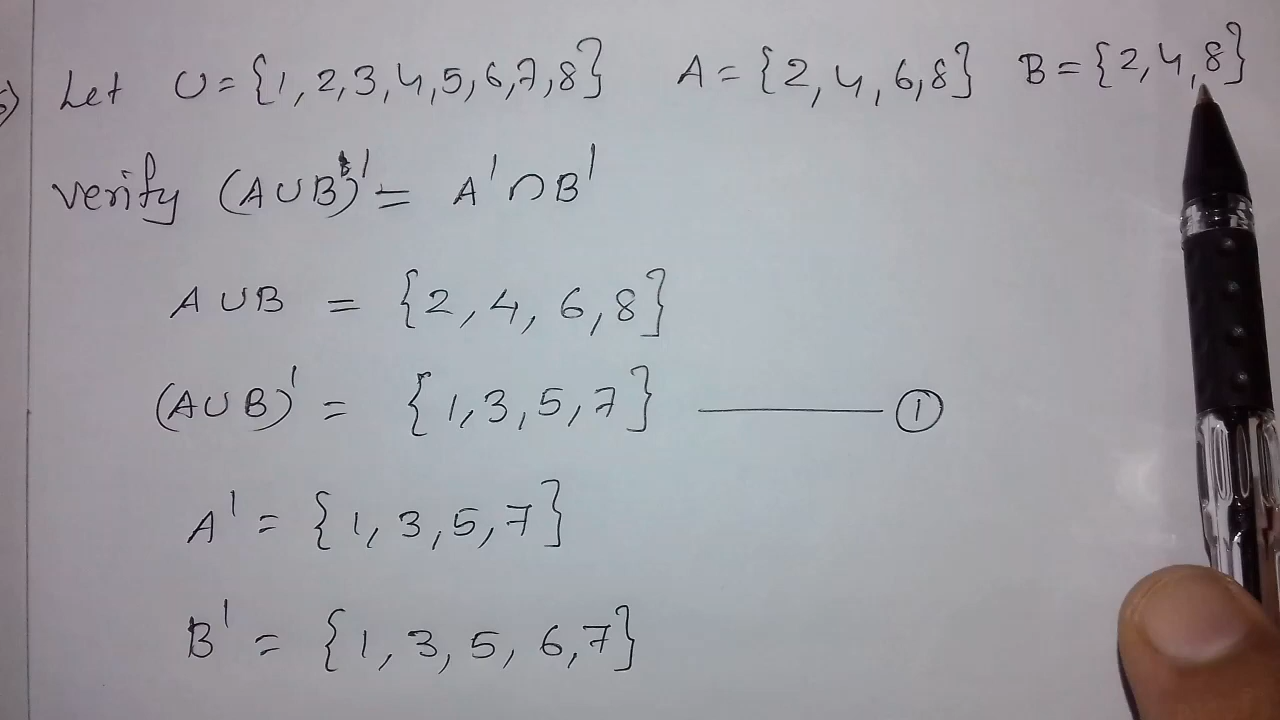 Let U = {1, 2, 3, 4, 5, 6, 7, 8} A = {2, 4, 6, 8} B = {2, 4, 8}
verify (A∪B)' = A'∩B'
A∪B = {2, 4, 6, 8}
(A∪B)' = {1, 3, 5, 7} ——— ①
A' = {1, 3, 5, 7}
B' = {1, 3, 5, 6, 7}